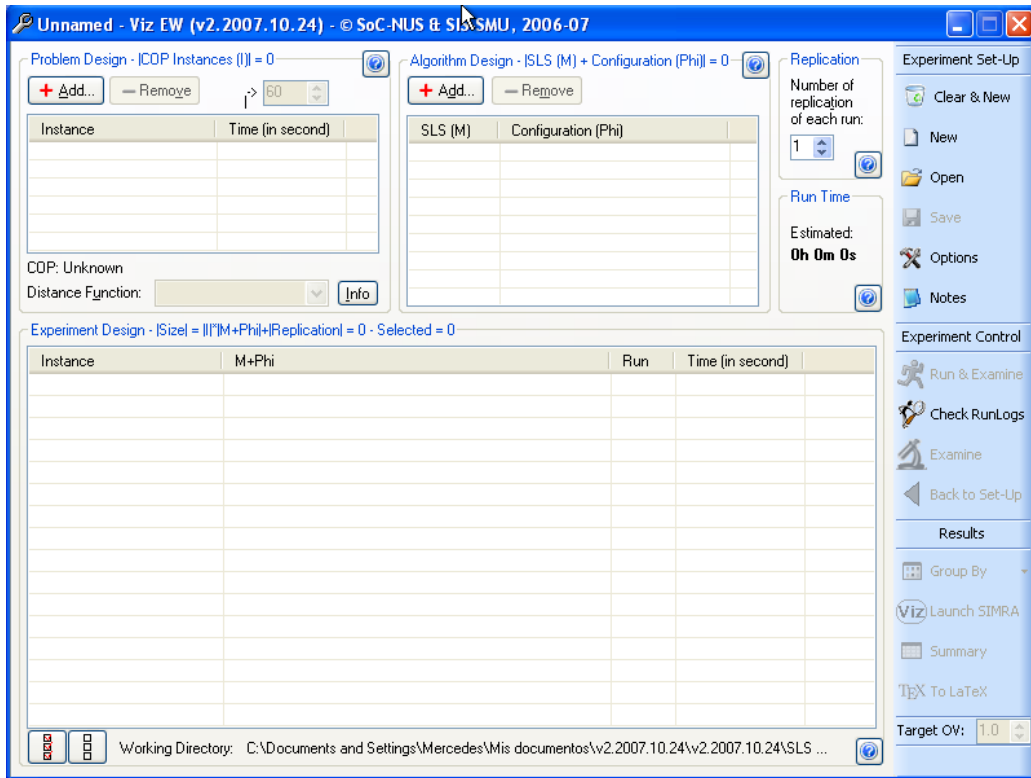 Unnamed - Viz EW (v2.2007.10.24) - © SoC-NUS & SIS-SMU, 2006-07
Problem Design - |COP Instances (I)| = 0
Add...
Remove
-> 60
Instance Time (in second)
COP: Unknown
Distance Function:
Info
Algorithm Design - |SLS (M) + Configuration (Phi)| = 0
Add...
Remove
SLS (M) Configuration (Phi)
Replication
Number of
replication
of each run:
1
Run Time
Estimated:
0h 0m 0s
Experiment Design - |Size| = |I|*|M+Phi|+|Replication| = 0 - Selected = 0
Instance M+Phi Run Time (in second)
Working Directory: C:\Documents and Settings\Mercedes\Mis documentos\v2.2007.10.24\v2.2007.10.24\SLS ...
Experiment Set-Up
Clear & New
New
Open
Save
Options
Notes
Experiment Control
Run & Examine
Check RunLogs
Examine
Back to Set-Up
Results
Group By
Viz Launch SIMRA
Summary
TEX To LaTeX
Target OV: 1.0